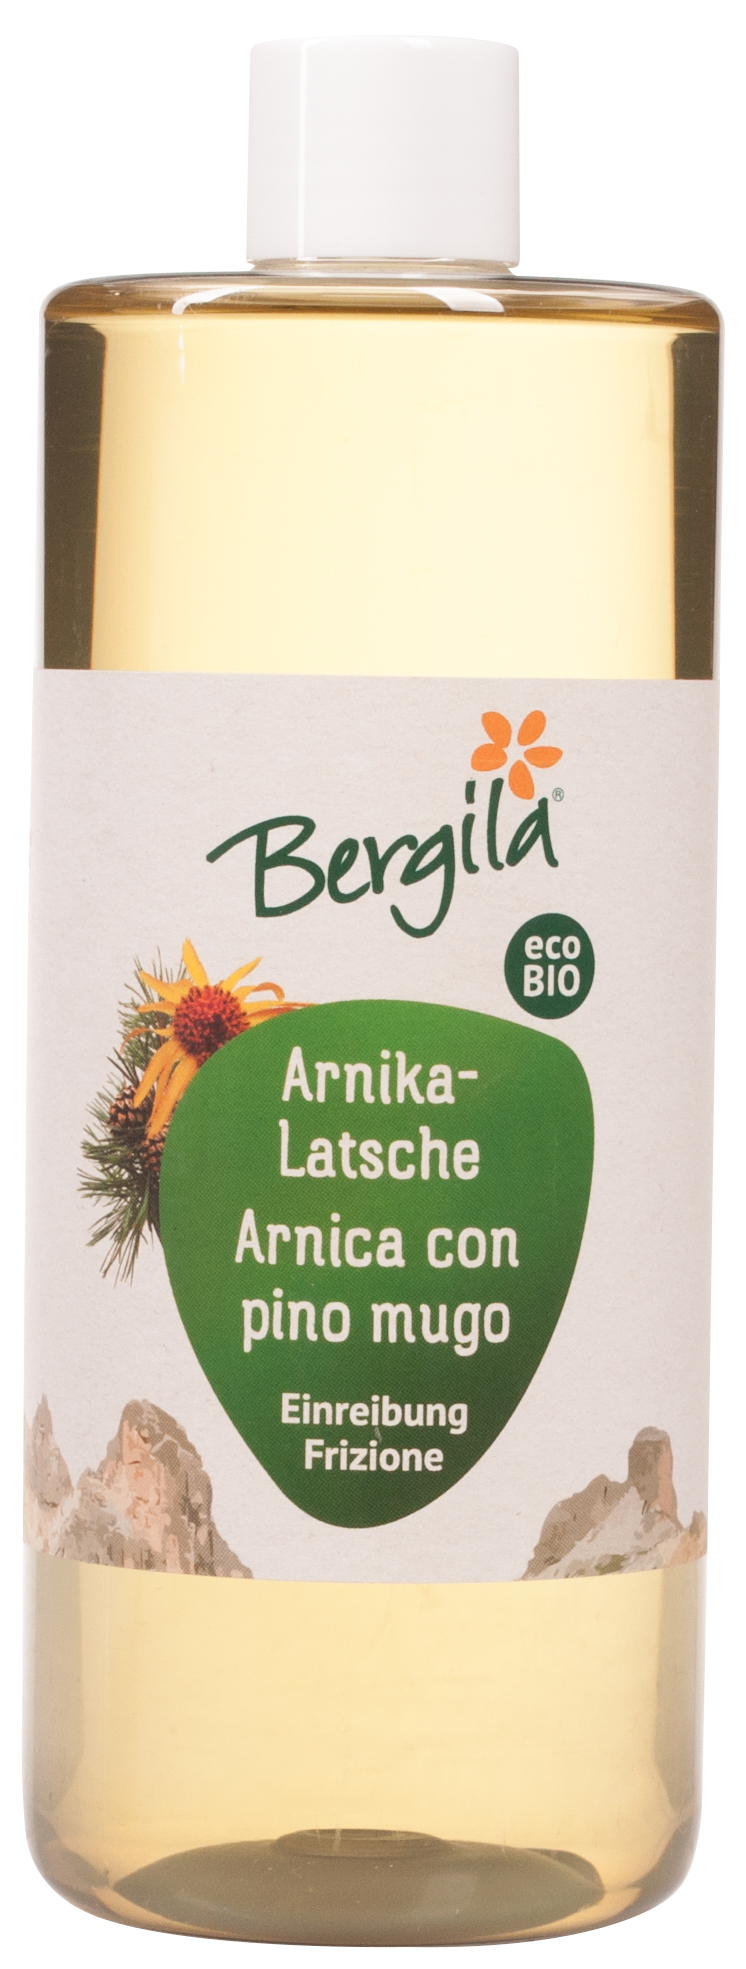 Bergila®
eco
BIO
Arnika-
Latsche
Arnica con
pino mugo
Einreibung
Frizione